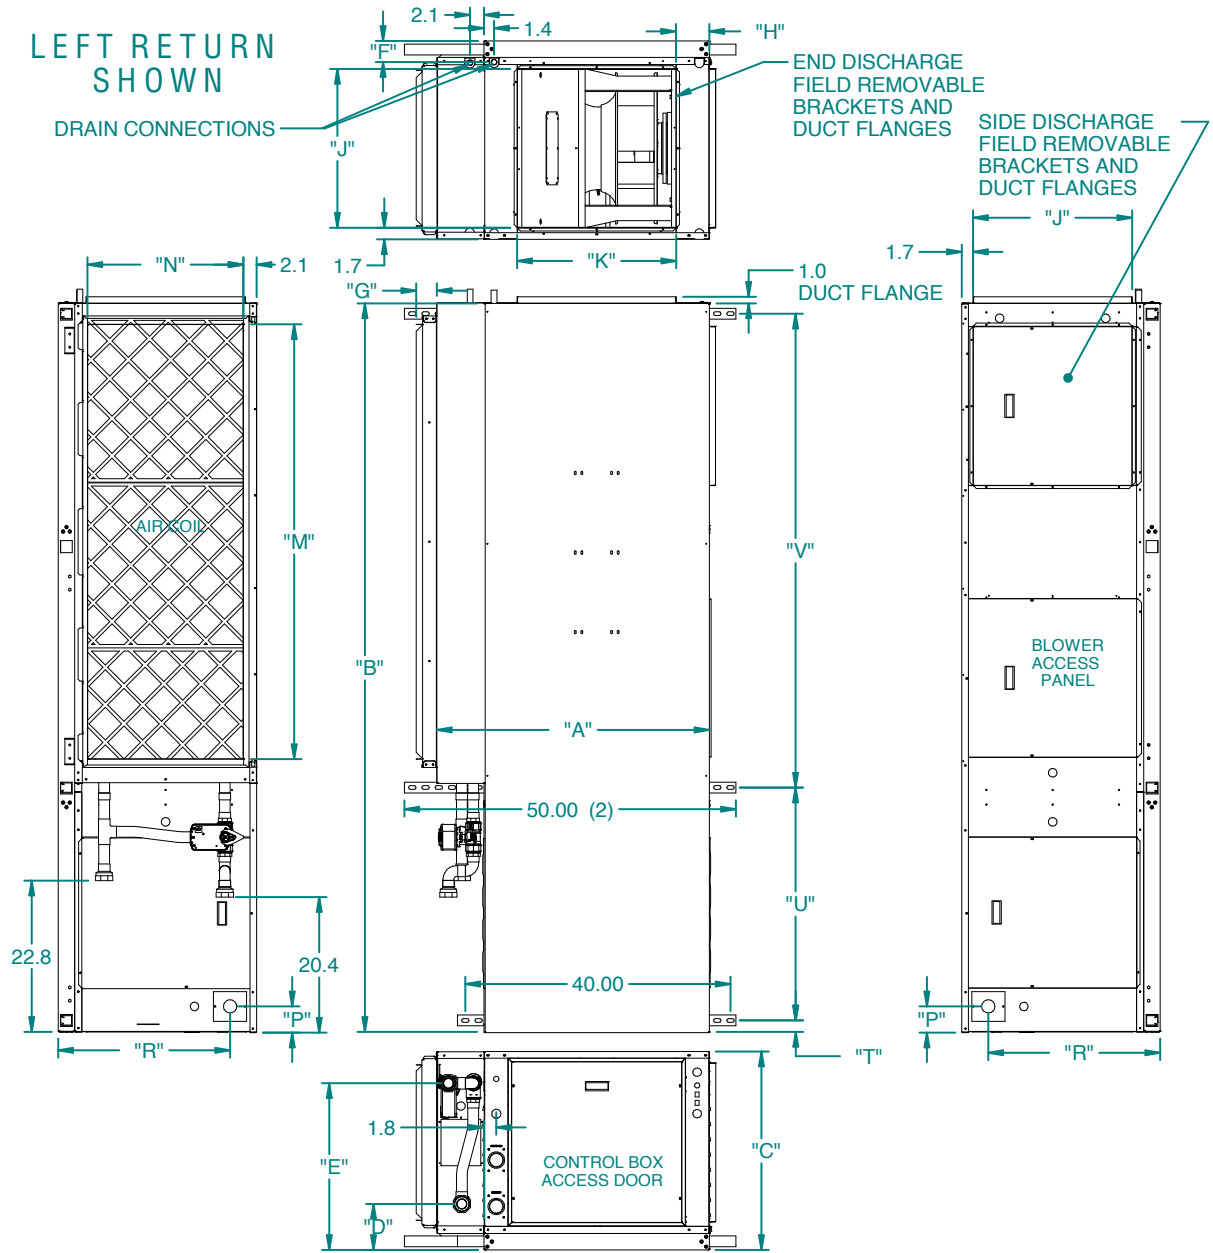 LEFT RETURN
SHOWN
2.1
1.4
"F"
"H"
DRAIN CONNECTIONS
"J"
END DISCHARGE
FIELD REMOVABLE
BRACKETS AND
DUCT FLANGES
SIDE DISCHARGE
FIELD REMOVABLE
BRACKETS AND
DUCT FLANGES
"J"
1.7
1.7
"K"
"N"
2.1
"G"
1.0
DUCT FLANGE
AIR COIL
"M"
"V"
"B"
BLOWER
ACCESS
PANEL
"A"
50.00 (2)
"U"
22.8
20.4
40.00
"P"
"P"
"R"
"T"
"R"
1.8
"E"
"C"
CONTROL BOX
ACCESS DOOR
"D"